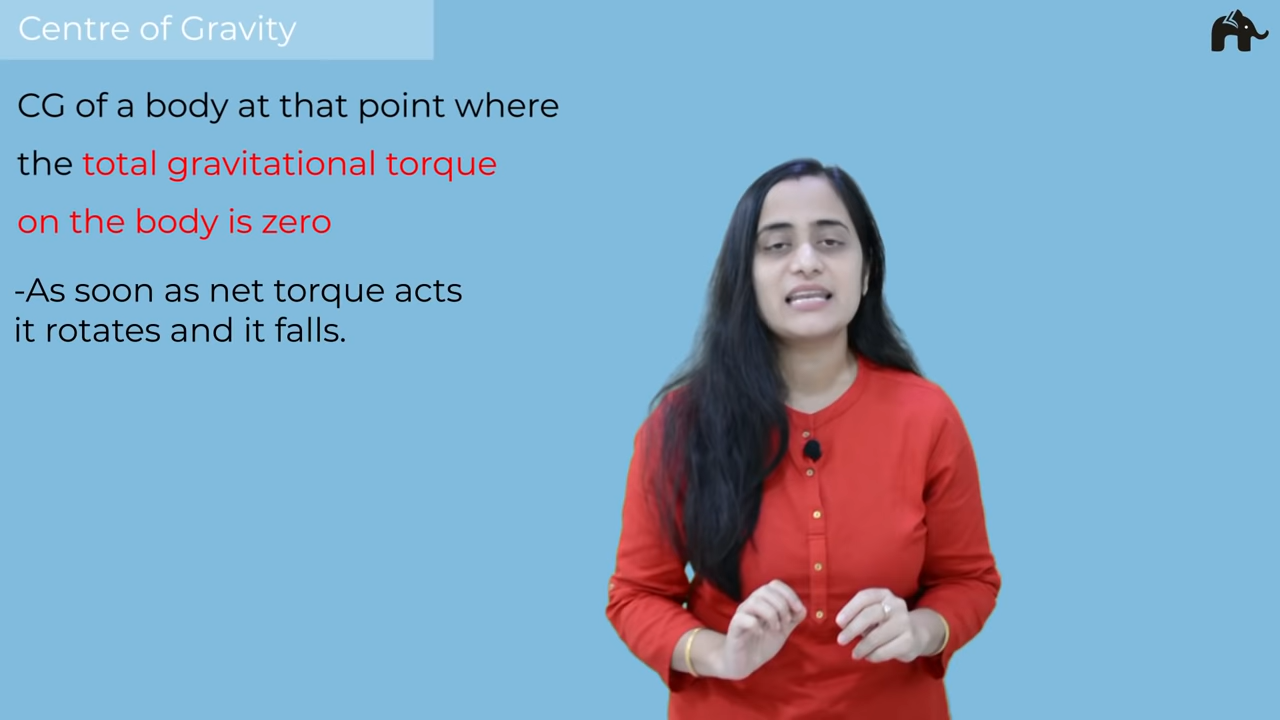 Centre of Gravity
CG of a body at that point where
the total gravitational torque
on the body is zero
-As soon as net torque acts
it rotates and it falls.